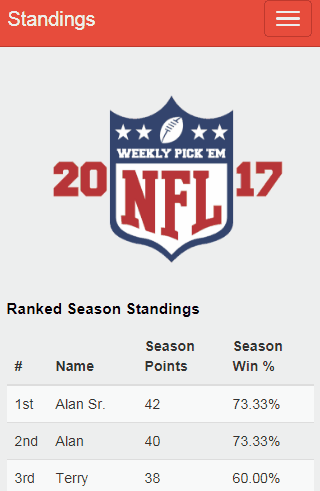 Standings
WEEKLY PICK'EM
20 NFL 17
Ranked Season Standings
# Name Season Points Season Win %
1st Alan Sr. 42 73.33%
2nd Alan 40 73.33%
3rd Terry 38 60.00%